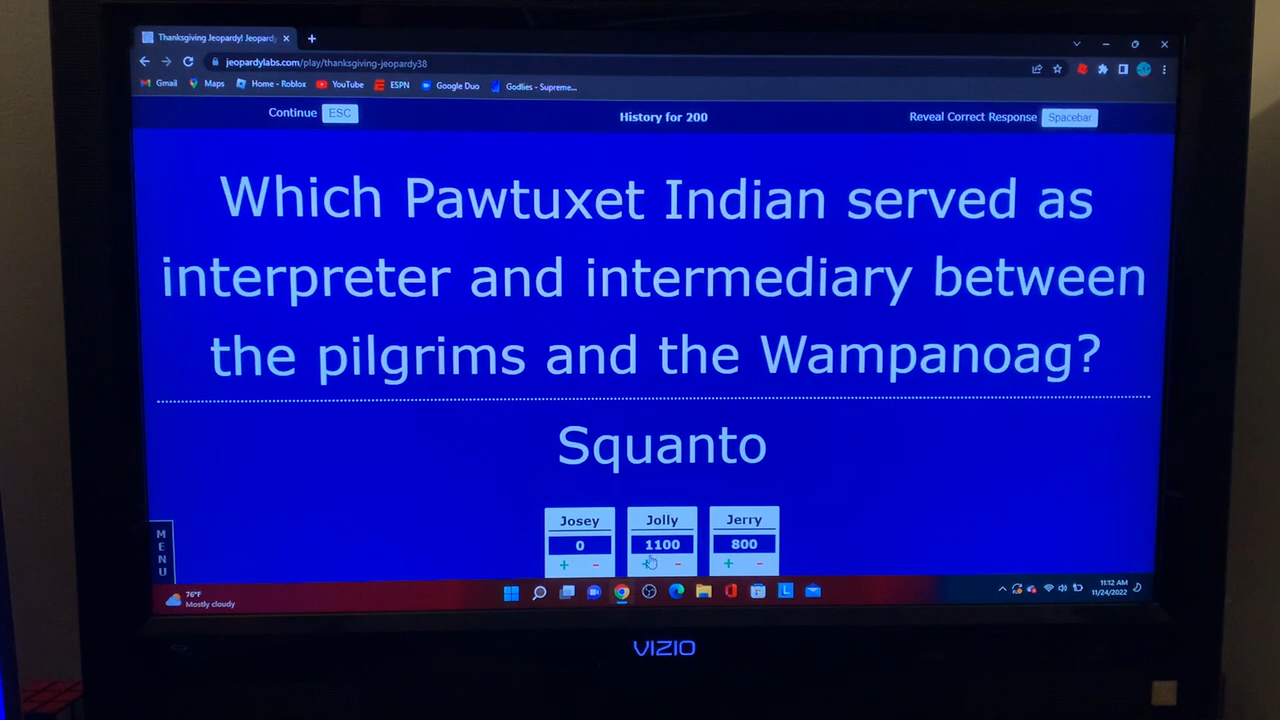 Thanksgiving Jeopardy! Jeopardy
jeopardylabs.com/play/thanksgiving-jeopardy38
Gmail Maps Home - Roblox YouTube ESPN Google Duo Godlies - Supreme...
Continue ESC History for 200 Reveal Correct Response Spacebar
Which Pawtuxet Indian served as
interpreter and intermediary between
the pilgrims and the Wampanoag?
Squanto
Josey Jolly Jerry
0 1100 800
+ - + - + -
MENU
76°F
Mostly cloudy
11:12 AM
11/24/2022
VIZIO